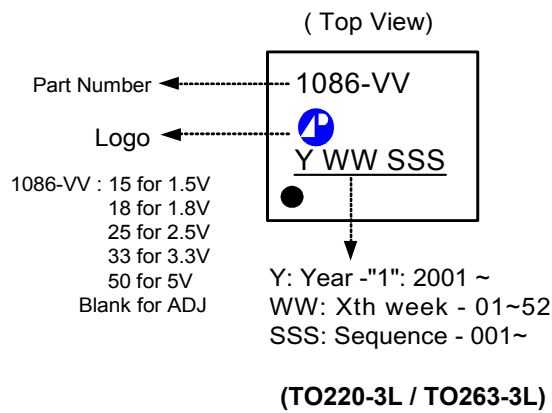 ( Top View)
Part Number
1086-VV
Logo
AP
Y WW SSS
1086-VV : 15 for 1.5V
18 for 1.8V
25 for 2.5V
33 for 3.3V
50 for 5V
Blank for ADJ
Y: Year -"1": 2001 ~
WW: Xth week - 01~52
SSS: Sequence - 001~
(TO220-3L / TO263-3L)